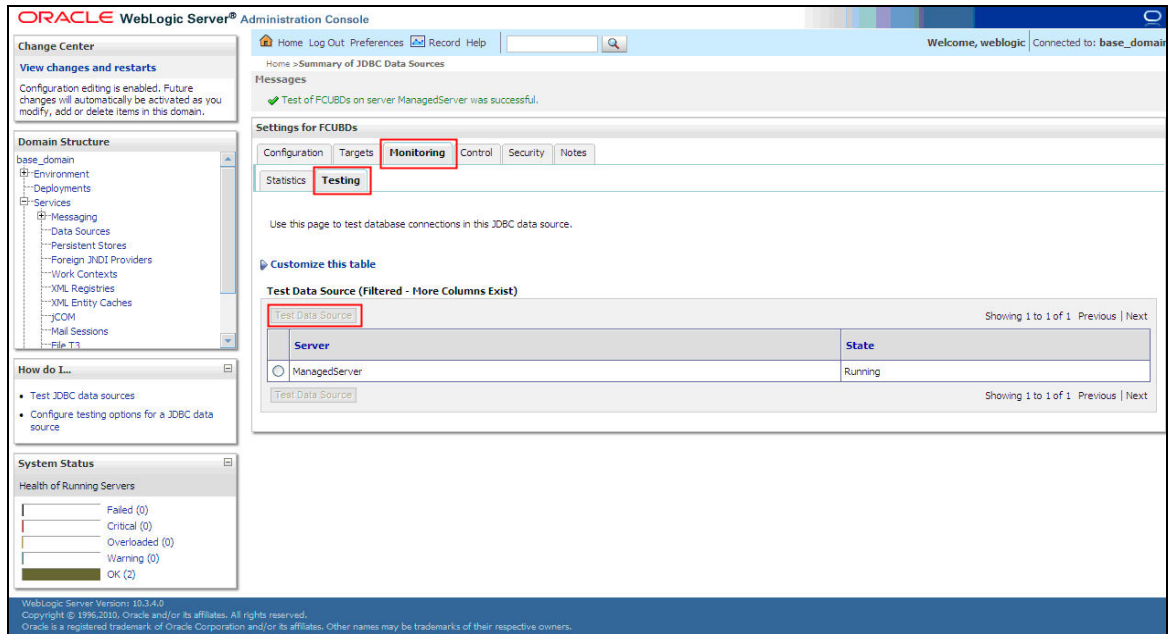 ORACLE WebLogic Server® Administration Console
Change Center
View changes and restarts
Configuration editing is enabled. Future
changes will automatically be activated as you
modify, add or delete items in this domain.
Domain Structure
base_domain
Environment
Deployments
Services
Messaging
Data Sources
Persistent Stores
Foreign JNDI Providers
Work Contexts
XML Registries
XML Entity Caches
jCOM
Mail Sessions
File T3
How do I...
Test JDBC data sources
Configure testing options for a JDBC data
source
System Status
Health of Running Servers
Failed (0)
Critical (0)
Overloaded (0)
Warning (0)
OK (2)
Home Log Out Preferences Record Help
Welcome, weblogic Connected to: base_domain
Home >Summary of JDBC Data Sources
Messages
Test of FCUBDs on server ManagedServer was successful.
Settings for FCUBDs
Configuration Targets Monitoring Control Security Notes
Statistics Testing
Use this page to test database connections in this JDBC data source.
Customize this table
Test Data Source (Filtered - More Columns Exist)
Test Data Source Showing 1 to 1 of 1 Previous | Next
Server State
ManagedServer Running
Test Data Source Showing 1 to 1 of 1 Previous | Next
WebLogic Server Version: 10.3.4.0
Copyright © 1996,2010, Oracle and/or its affiliates. All rights reserved.
Oracle is a registered trademark of Oracle Corporation and/or its affiliates. Other names may be trademarks of their respective owners.